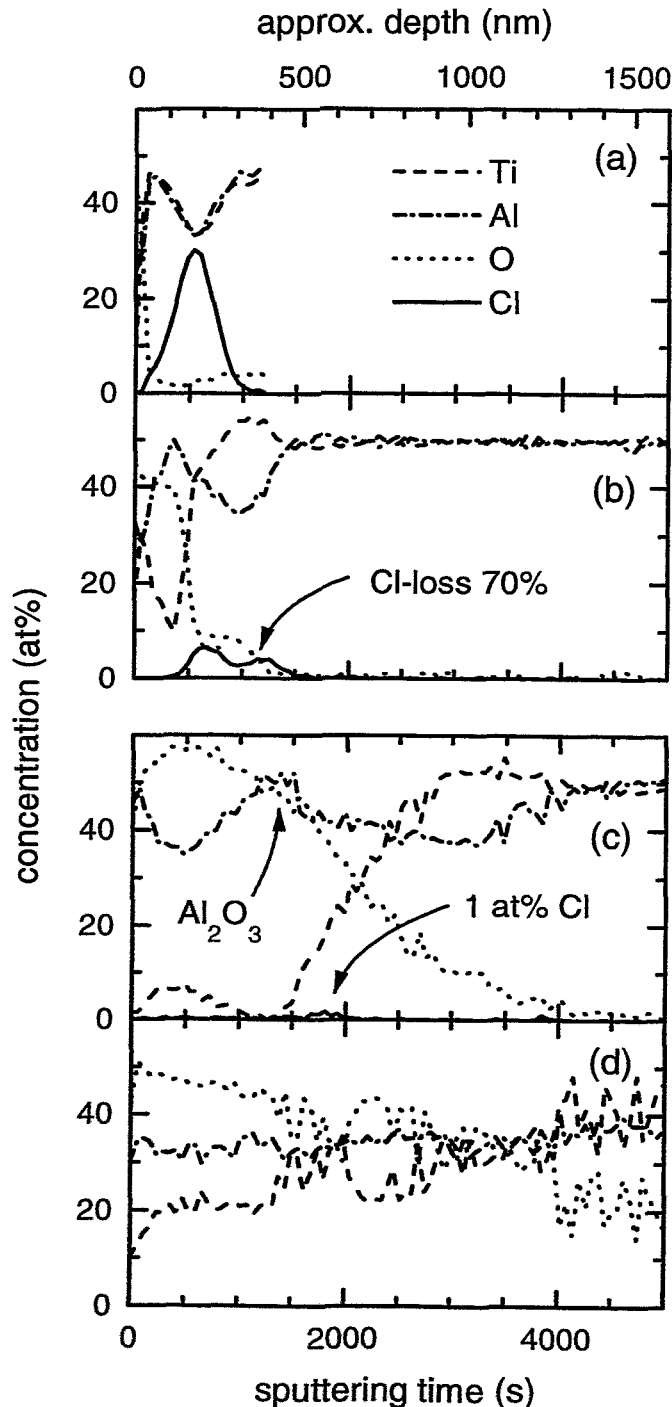 approx. depth (nm)
0 500 1000 1500
(a)
Ti
Al
O
Cl
40
20
0
(b)
40
20
0
Cl-loss 70%
concentration (at%)
(c)
40
20
0
Al2O3
1 at% Cl
(d)
40
20
0
0 2000 4000
sputtering time (s)